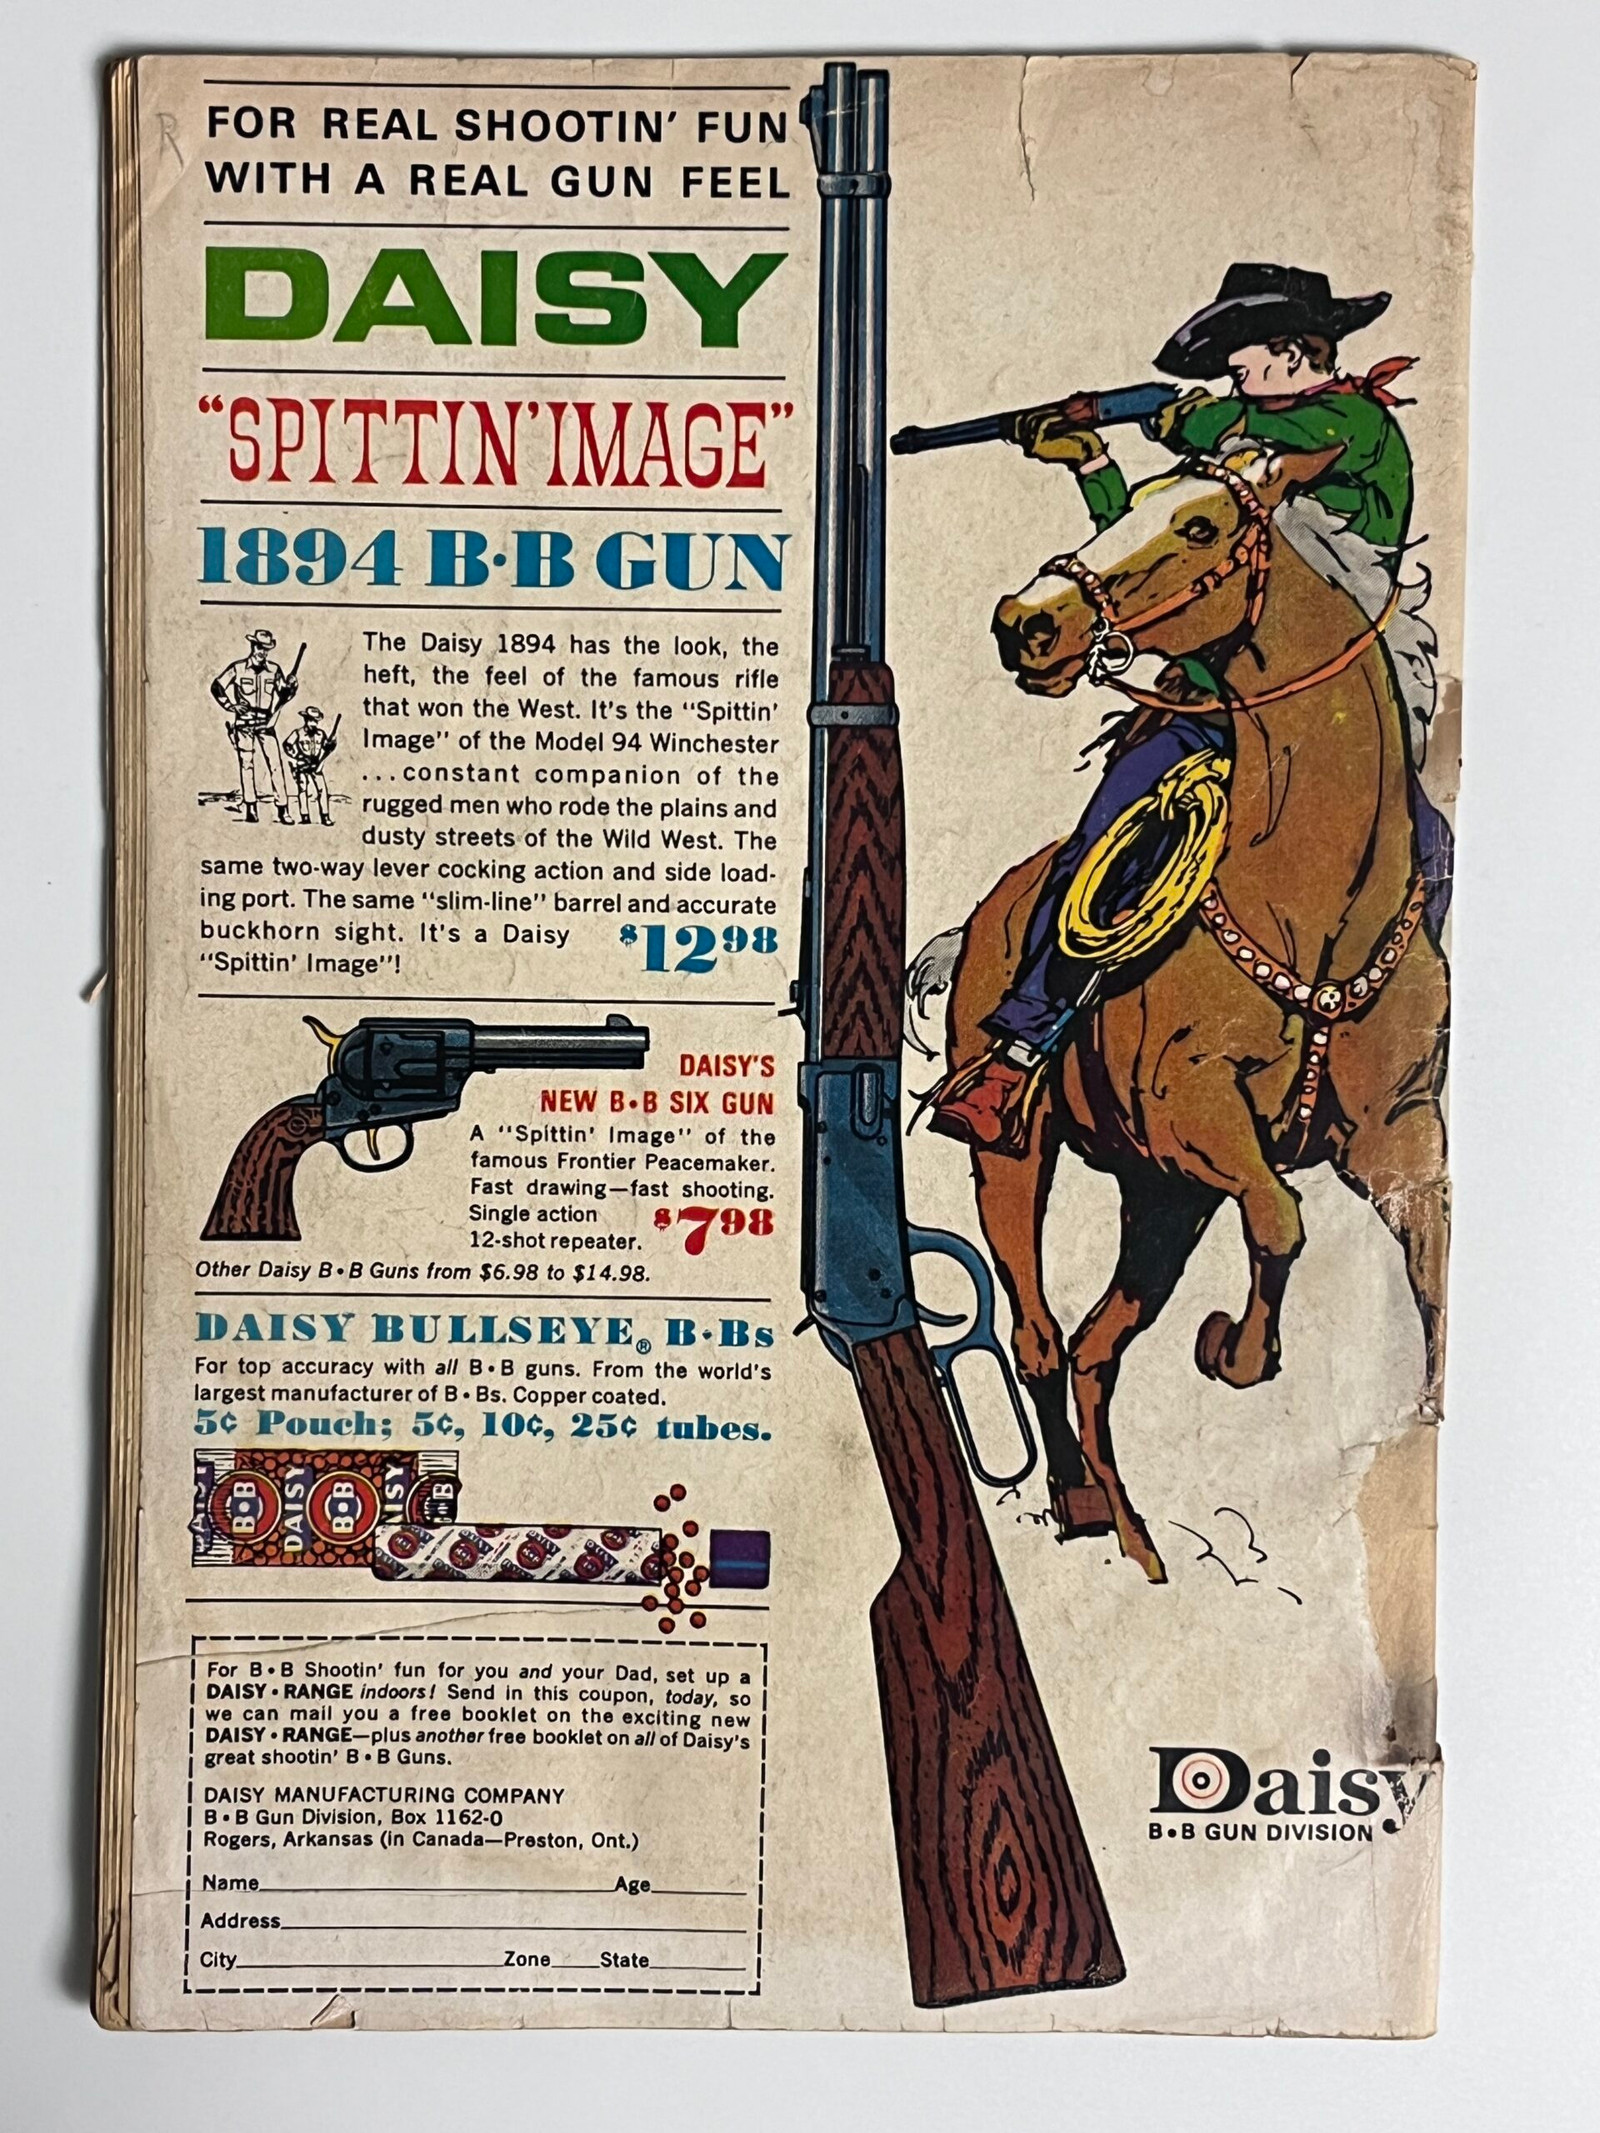 R
FOR REAL SHOOTIN' FUN
WITH A REAL GUN FEEL
DAISY
“SPITTIN' IMAGE”
1894 B•B GUN
The Daisy 1894 has the look, the
heft, the feel of the famous rifle
that won the West. It's the “Spittin'
Image” of the Model 94 Winchester
...constant companion of the
rugged men who rode the plains and
dusty streets of the Wild West. The
same two-way lever cocking action and side load-
ing port. The same “slim-line” barrel and accurate
buckhorn sight. It's a Daisy
“Spittin' Image”!
$12 98
DAISY'S
NEW B•B SIX GUN
A “Spittin' Image” of the
famous Frontier Peacemaker.
Fast drawing—fast shooting.
Single action
12-shot repeater.
$7 98
Other Daisy B•B Guns from $6.98 to $14.98.
DAISY BULLSEYE® B•Bs
For top accuracy with all B•B guns. From the world's
largest manufacturer of B•Bs. Copper coated.
5¢ Pouch; 5¢, 10¢, 25¢ tubes.
B•B DAISY B•B
For B•B Shootin' fun for you and your Dad, set up a
DAISY•RANGE indoors! Send in this coupon, today, so
we can mail you a free booklet on the exciting new
DAISY•RANGE—plus another free booklet on all of Daisy's
great shootin' B•B Guns.
DAISY MANUFACTURING COMPANY
B•B Gun Division, Box 1162-O
Rogers, Arkansas (in Canada—Preston, Ont.)
Name Age
Address
City Zone State
Daisy
B•B GUN DIVISION